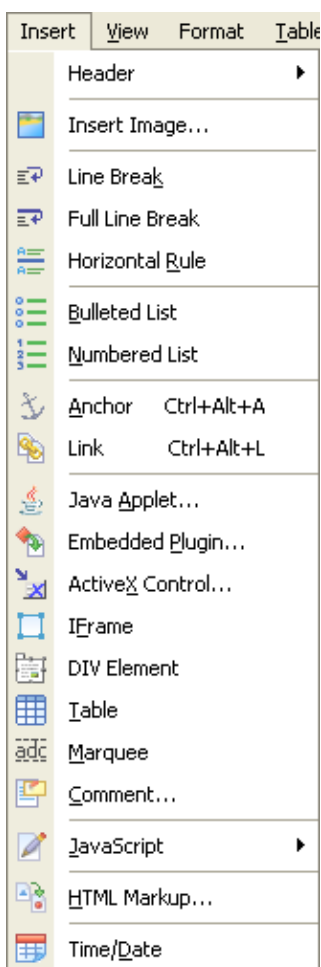 Insert View Format Table
Header
Insert Image...
Line Break
Full Line Break
Horizontal Rule
Bulleted List
Numbered List
Anchor Ctrl+Alt+A
Link Ctrl+Alt+L
Java Applet...
Embedded Plugin...
ActiveX Control...
IFrame
DIV Element
Table
Marquee
Comment...
JavaScript
HTML Markup...
Time/Date